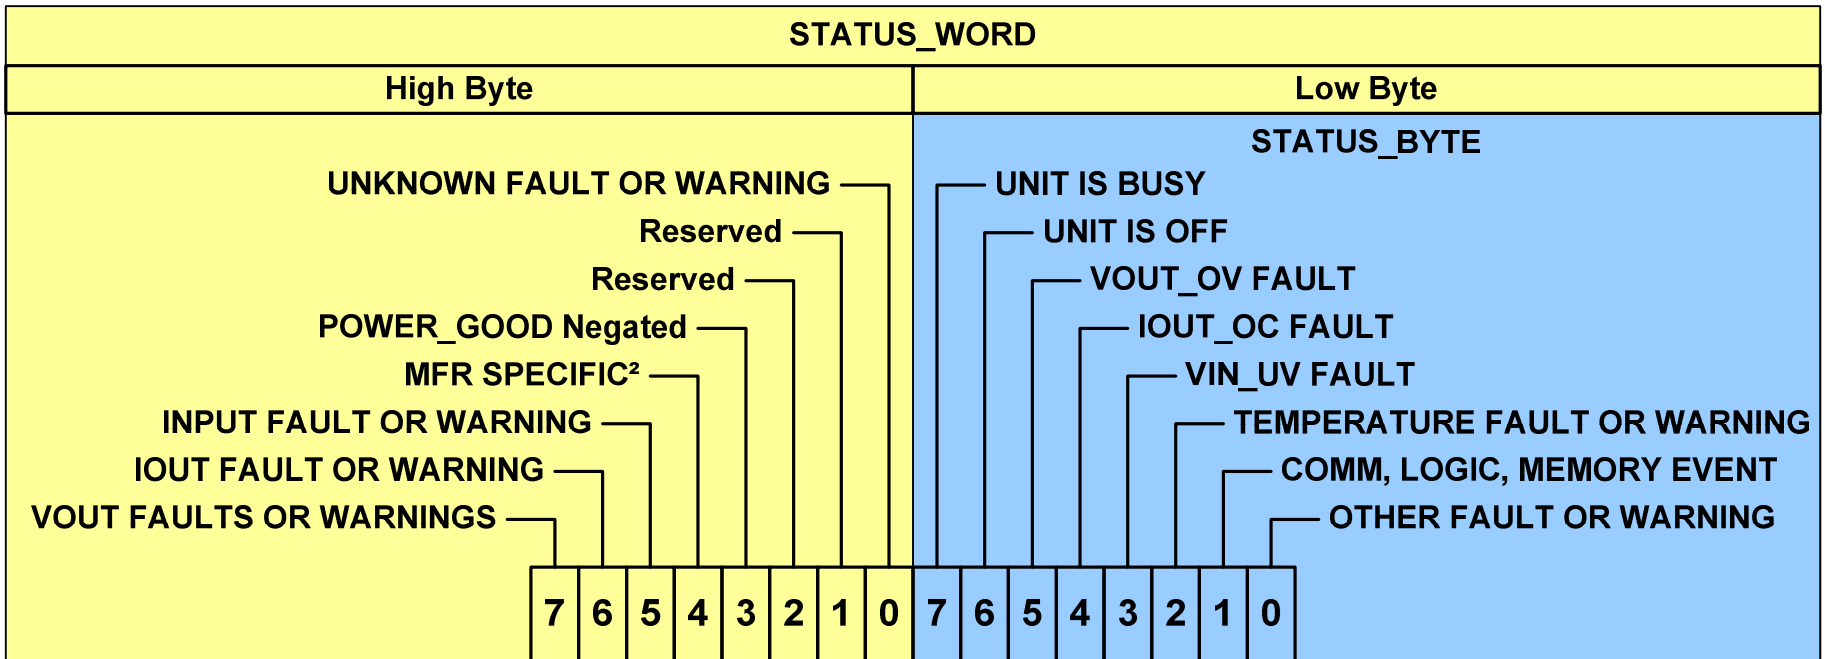 STATUS_WORD
High Byte
Low Byte
STATUS_BYTE
UNKNOWN FAULT OR WARNING
UNIT IS BUSY
Reserved
UNIT IS OFF
Reserved
VOUT_OV FAULT
POWER_GOOD Negated
IOUT_OC FAULT
MFR SPECIFIC²
VIN_UV FAULT
INPUT FAULT OR WARNING
TEMPERATURE FAULT OR WARNING
IOUT FAULT OR WARNING
COMM, LOGIC, MEMORY EVENT
VOUT FAULTS OR WARNINGS
OTHER FAULT OR WARNING
7 6 5 4 3 2 1 0 7 6 5 4 3 2 1 0